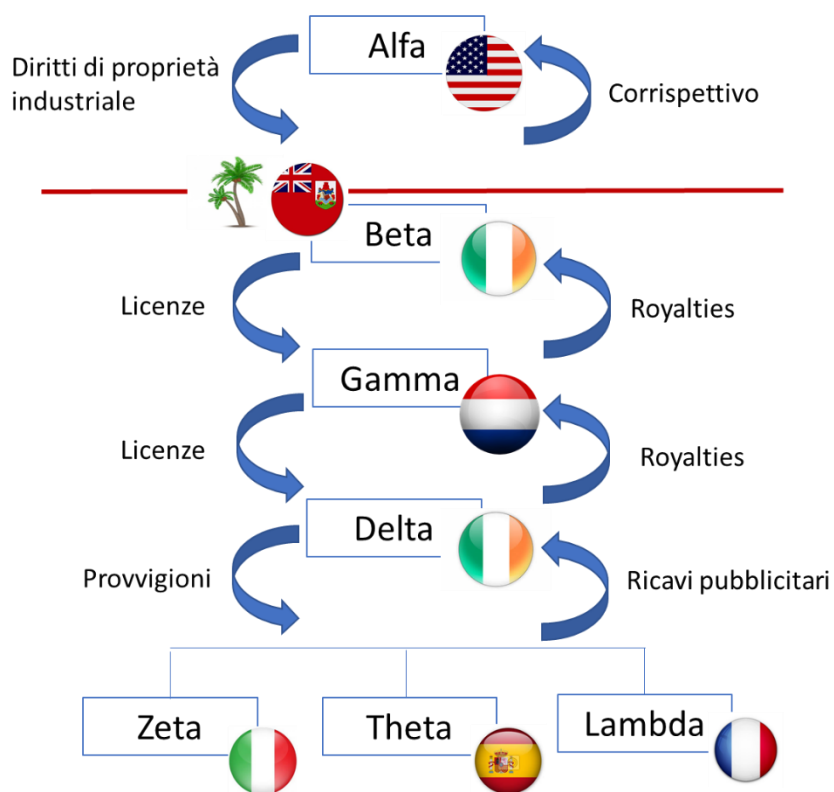 Alfa
Diritti di proprietà
industriale
Corrispettivo
Beta
Licenze
Royalties
Gamma
Licenze
Royalties
Delta
Provvigioni
Ricavi pubblicitari
Zeta
Theta
Lambda